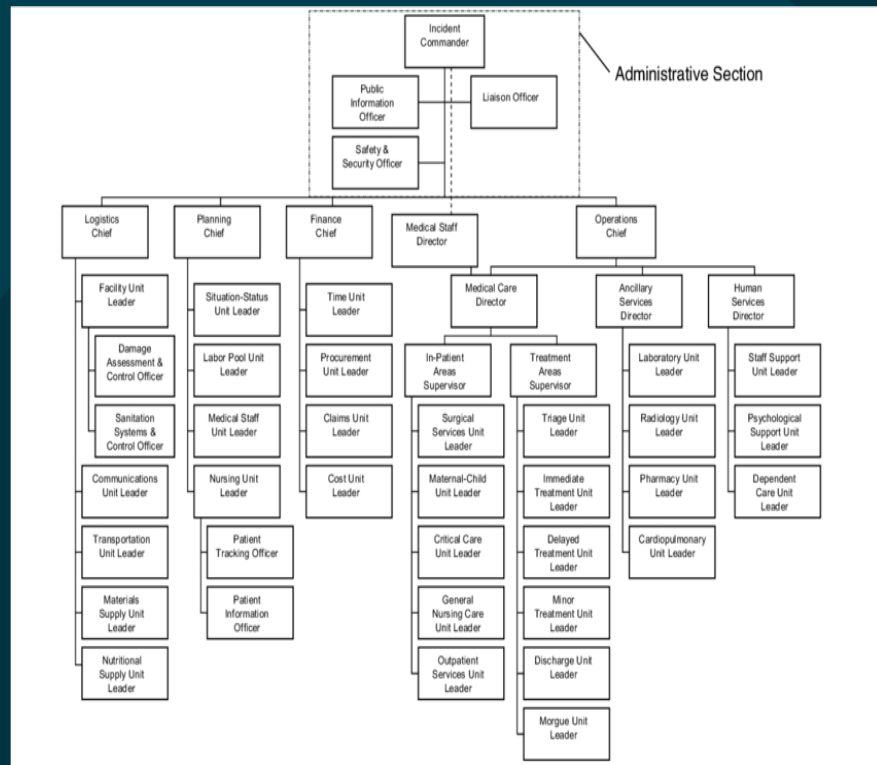 Incident
Commander
Administrative Section
Public
Information
Officer
Liaison Officer
Safety &
Security Officer
Logistics
Chief
Planning
Chief
Finance
Chief
Medical Staff
Director
Operations
Chief
Facility Unit
Leader
Situation-Status
Unit Leader
Time Unit
Leader
Medical Care
Director
Ancillary
Services
Director
Human
Services
Director
Damage
Assessment &
Control Officer
Labor Pool Unit
Leader
Procurement
Unit Leader
In-Patient
Areas
Supervisor
Treatment
Areas
Supervisor
Laboratory Unit
Leader
Staff Support
Unit Leader
Sanitation
Systems &
Control Officer
Medical Staff
Unit Leader
Claims Unit
Leader
Surgical
Services Unit
Leader
Triage Unit
Leader
Radiology Unit
Leader
Psychological
Support Unit
Leader
Communications
Unit Leader
Nursing Unit
Leader
Cost Unit
Leader
Maternal-Child
Unit Leader
Immediate
Treatment Unit
Leader
Pharmacy Unit
Leader
Dependent
Care Unit
Leader
Transportation
Unit Leader
Patient
Tracking Officer
Critical Care
Unit Leader
Delayed
Treatment Unit
Leader
Cardiopulmonary
Unit Leader
Materials
Supply Unit
Leader
Patient
Information
Officer
General
Nursing Care
Unit Leader
Minor
Treatment Unit
Leader
Nutritional
Supply Unit
Leader
Outpatient
Services Unit
Leader
Discharge Unit
Leader
Morgue Unit
Leader